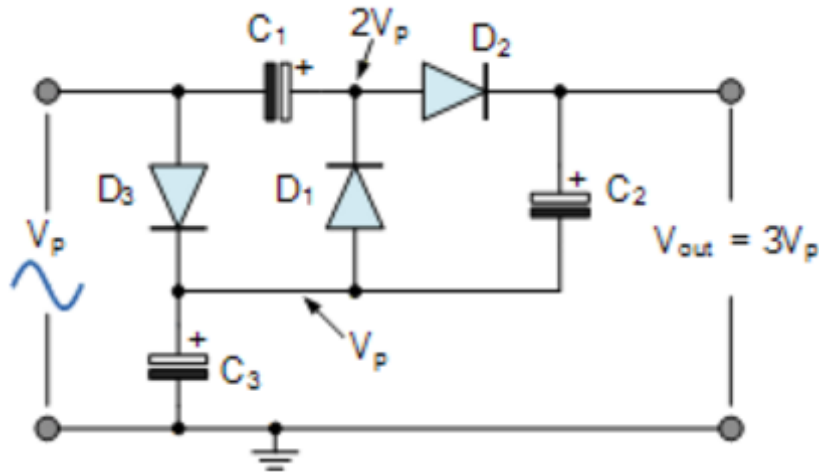 2Vₚ
C₁
+
D₂
D₃
D₁
+
C₂
Vₚ
Vₒᵤₜ = 3Vₚ
+
C₃
Vₚ